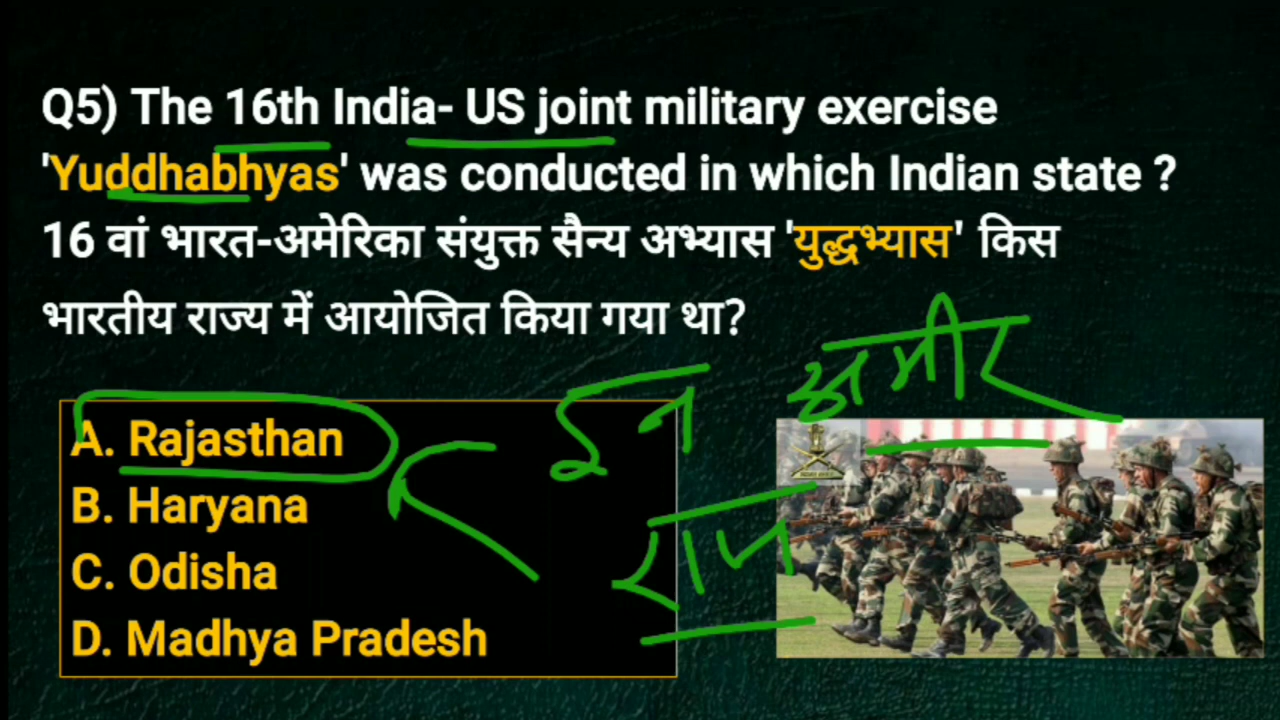 Q5) The 16th India- US joint military exercise
'Yuddhabhyas' was conducted in which Indian state ?
16 वां भारत-अमेरिका संयुक्त सैन्य अभ्यास 'युद्धभ्यास' किस
भारतीय राज्य में आयोजित किया गया था?
अमीर
A. Rajasthan
B. Haryana
राज
C. Odisha
D. Madhya Pradesh